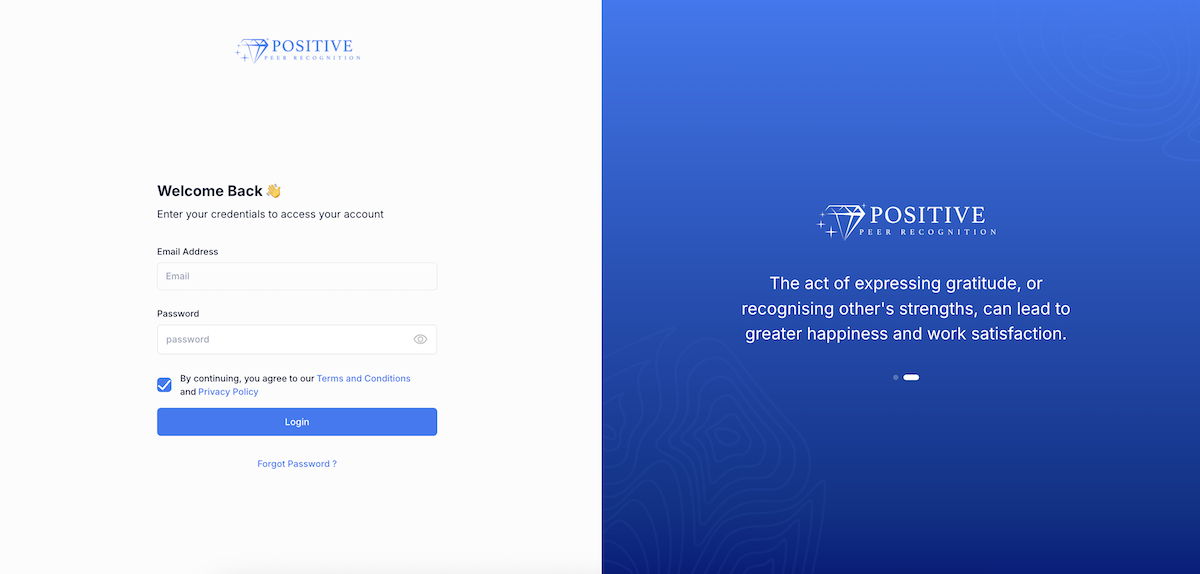 POSITIVE
PEER RECOGNITION
Welcome Back 👋
Enter your credentials to access your account
Email Address
Email
Password
password
By continuing, you agree to our Terms and Conditions
and Privacy Policy
Login
Forgot Password ?
POSITIVE
PEER RECOGNITION
The act of expressing gratitude, or
recognising other's strengths, can lead to
greater happiness and work satisfaction.